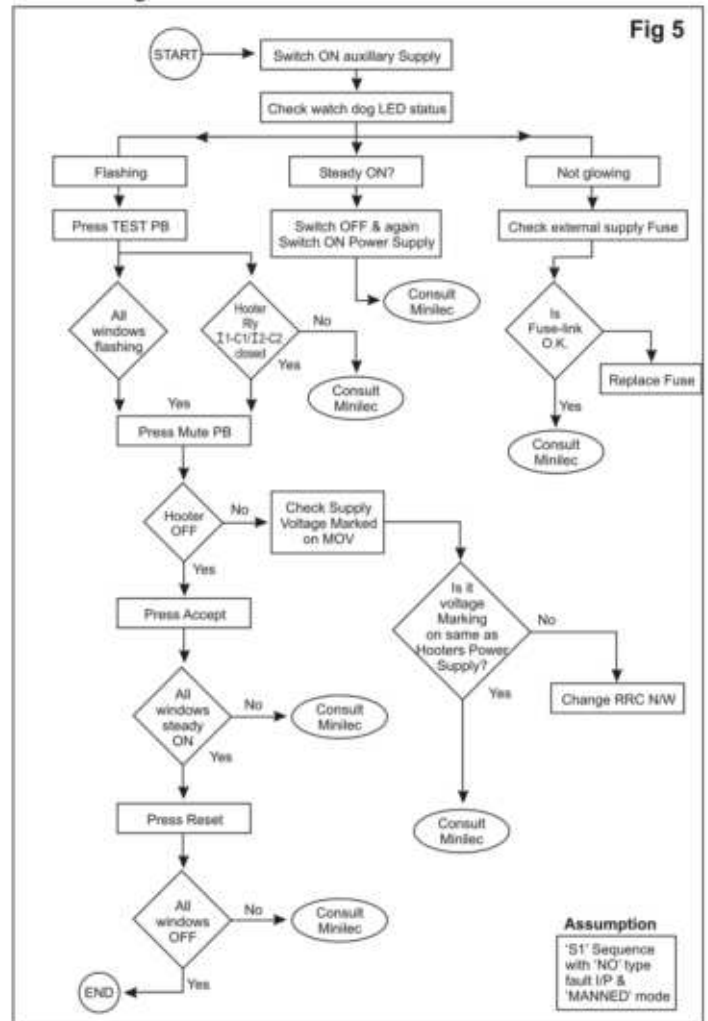 Fig 5
START
Switch ON auxillary Supply
Check watch dog LED status
Flashing
Steady ON?
Not glowing
Press TEST PB
Switch OFF & again
Switch ON Power Supply
Check external supply Fuse
All
windows
flashing
Hooter
Rly
I1-C1/I2-C2
closed
No
Yes
Consult
Minilec
Consult
Minilec
Is
Fuse-link
O.K.
Replace Fuse
Yes
Consult
Minilec
Yes
Press Mute PB
Hooter
OFF
No
Yes
Check Supply
Voltage Marked
on MOV
Is it
voltage
Marking
on same as
Hooters Power
Supply?
No
Yes
Change RRC N/W
Consult
Minilec
Press Accept
All
windows
steady
ON
No
Yes
Consult
Minilec
Press Reset
All
windows
OFF
No
Yes
Consult
Minilec
END
Assumption
'S1' Sequence
with 'NO' type
fault I/P &
'MANNED' mode